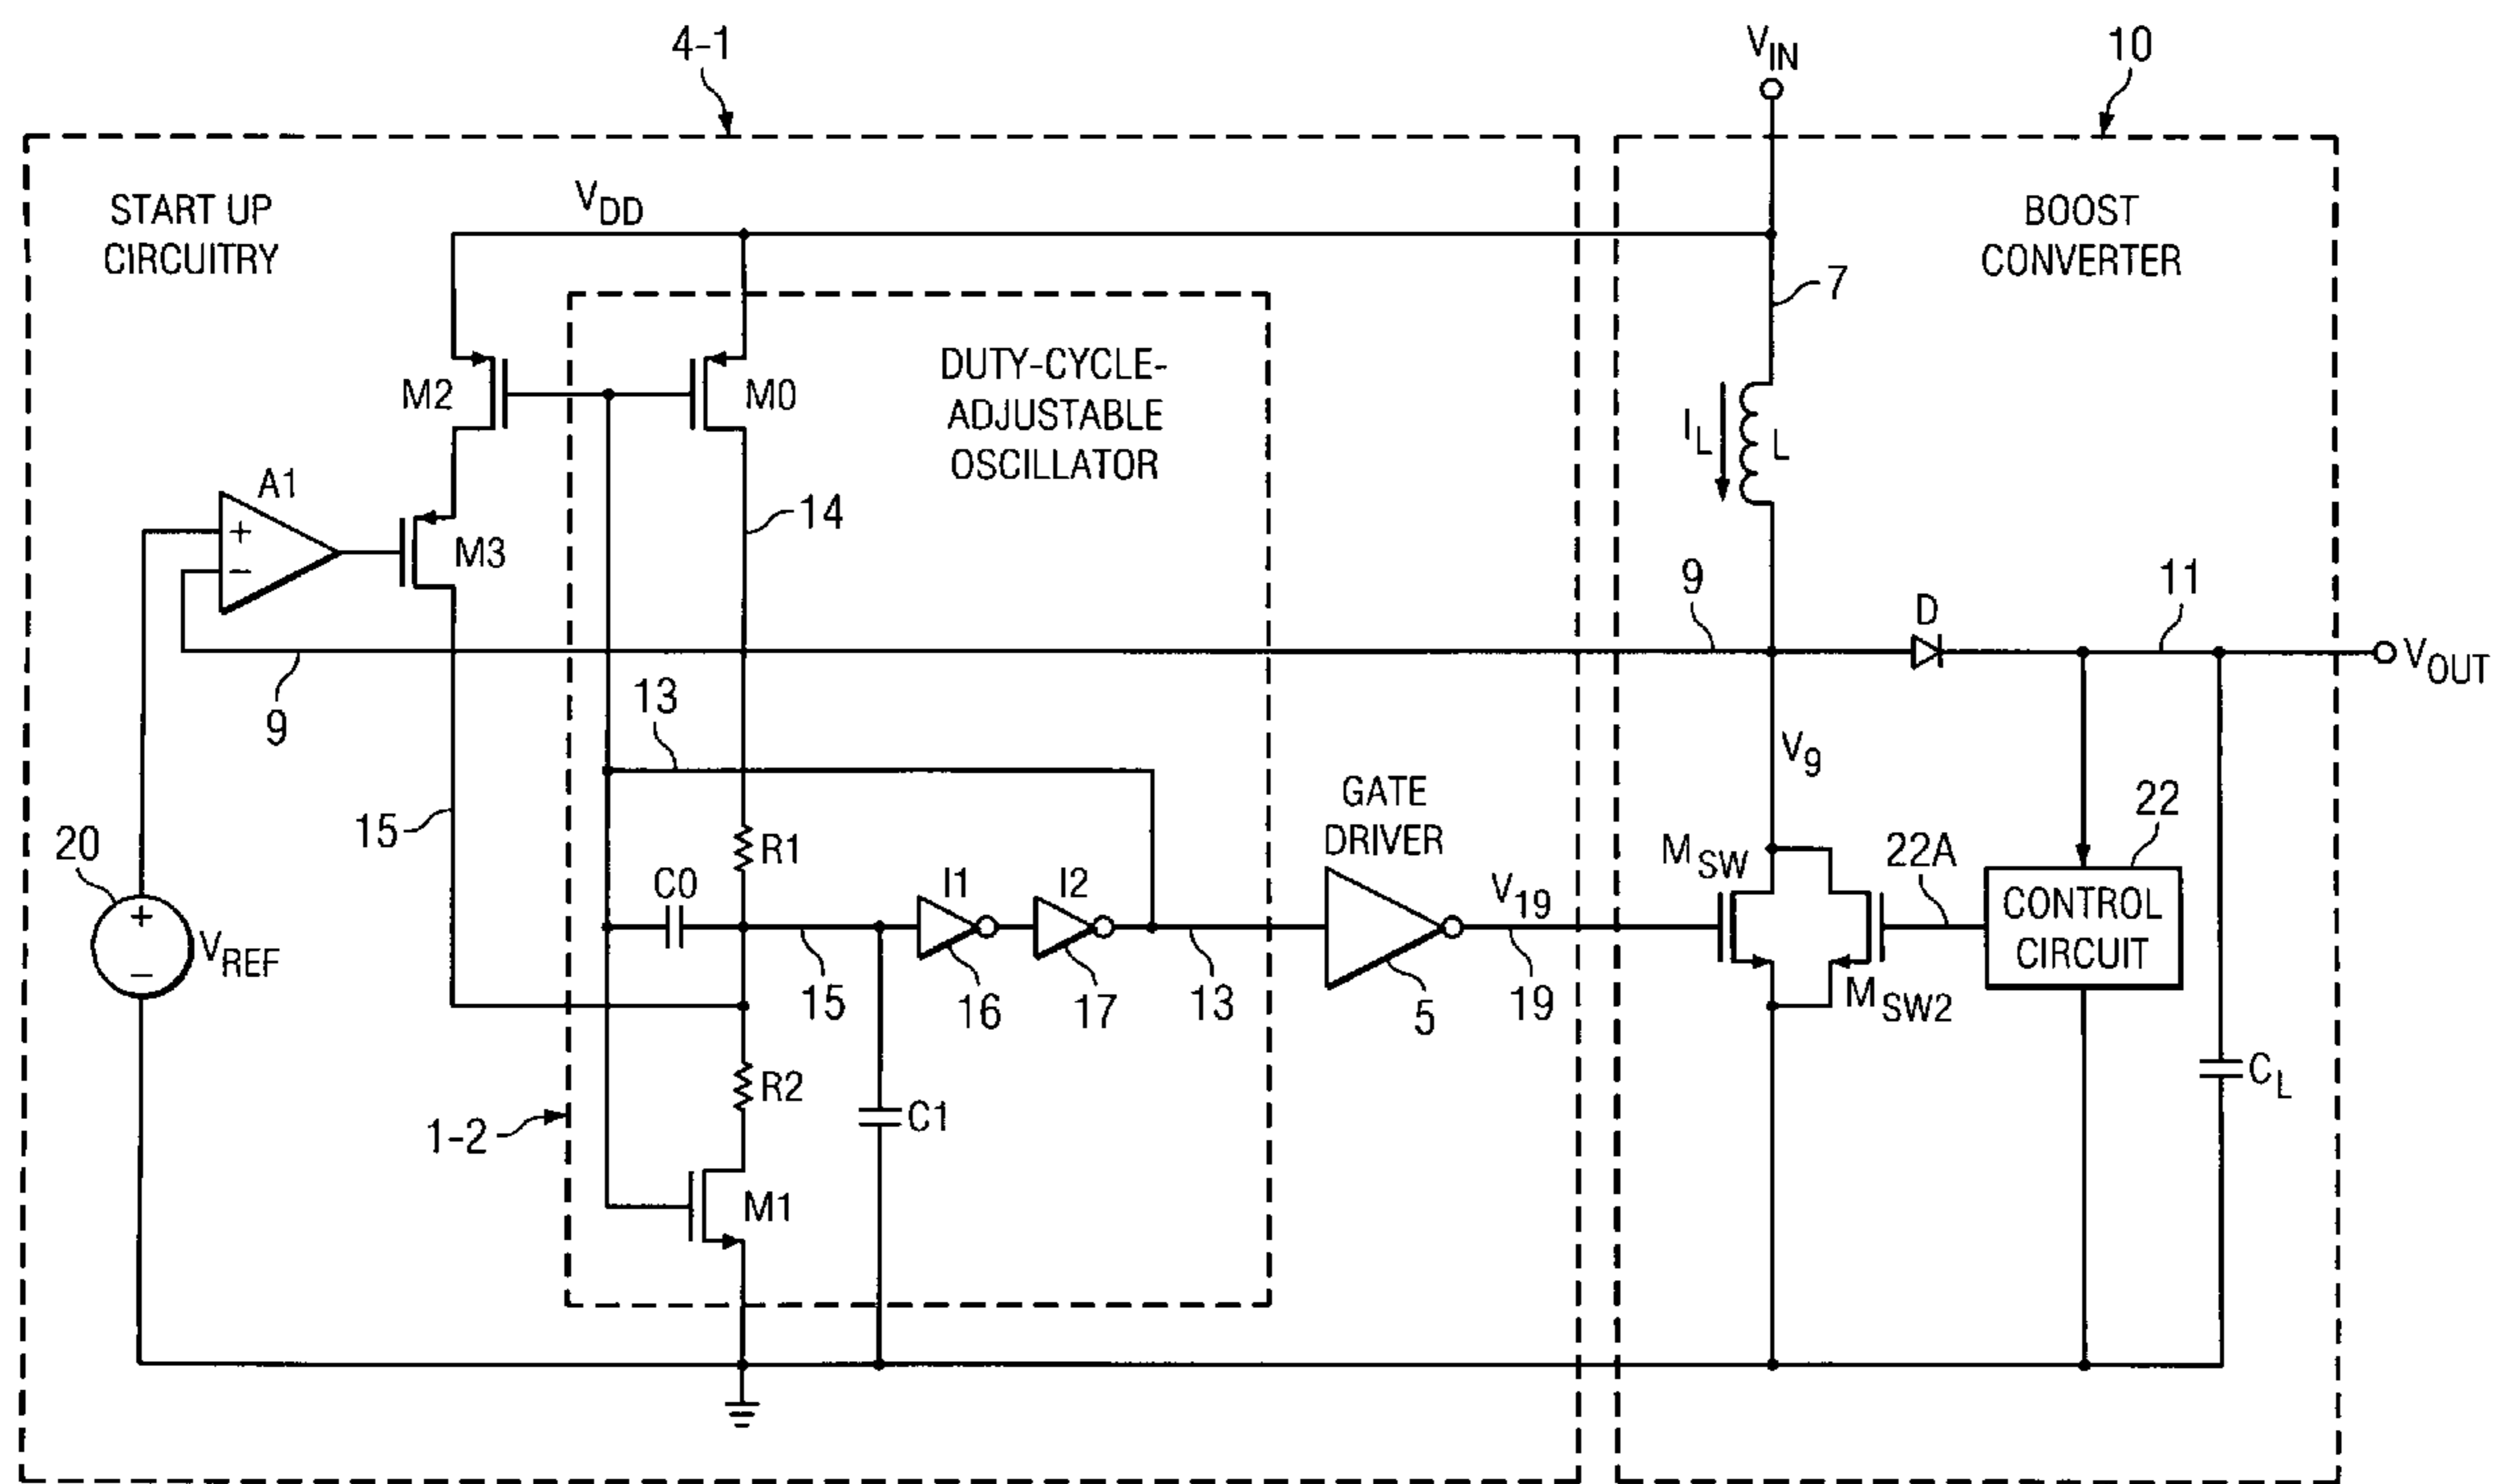 4-1
V_IN
10
START UP
CIRCUITRY
V_DD
BOOST
CONVERTER
7
DUTY-CYCLE-
ADJUSTABLE
OSCILLATOR
M2
M0
I_L
L
A1
+
−
M3
14
9
D
11
V_OUT
9
13
V_9
15
20
GATE
DRIVER
22
R1
M_SW
22A
C0
I1
I2
V_19
CONTROL
CIRCUIT
+
−
V_REF
15
16
17
13
5
19
M_SW2
R2
C_L
1-2
C1
M1